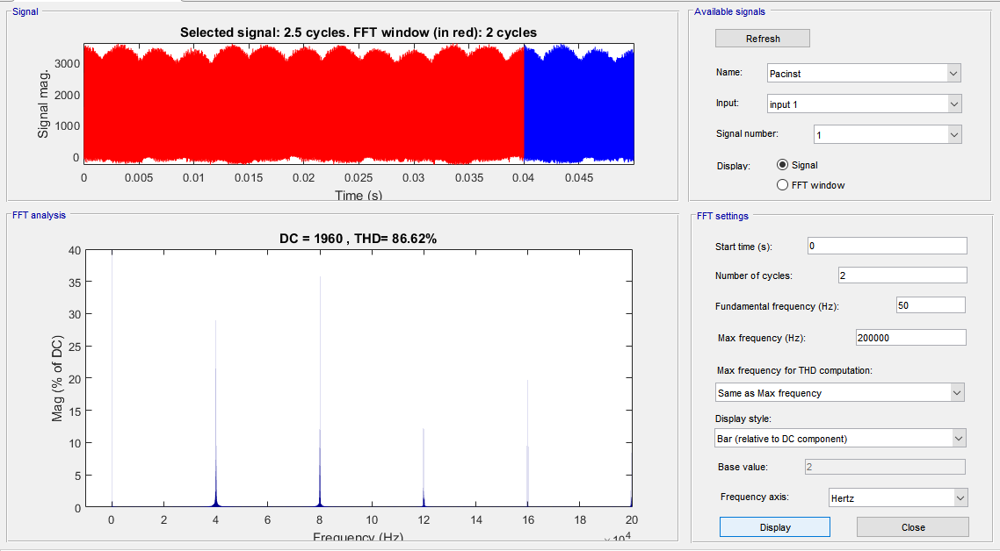 Signal
Selected signal: 2.5 cycles. FFT window (in red): 2 cycles
3000
2000
1000
0
Signal mag.
0 0.005 0.01 0.015 0.02 0.025 0.03 0.035 0.04 0.045
Time (s)
FFT analysis
DC = 1960 , THD= 86.62%
40
35
30
25
20
15
10
5
0
Mag (% of DC)
0 2 4 6 8 10 12 14 16 18 20
Frequency (Hz)
×10^4
Available signals
Refresh
Name: Pacinst
Input: input 1
Signal number: 1
Display: Signal
FFT window
FFT settings
Start time (s): 0
Number of cycles: 2
Fundamental frequency (Hz): 50
Max frequency (Hz): 200000
Max frequency for THD computation:
Same as Max frequency
Display style:
Bar (relative to DC component)
Base value: 2
Frequency axis: Hertz
Display Close